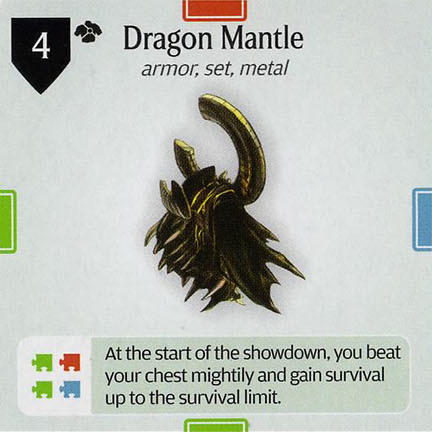 4
Dragon Mantle
armor, set, metal
At the start of the showdown, you beat
your chest mightily and gain survival
up to the survival limit.